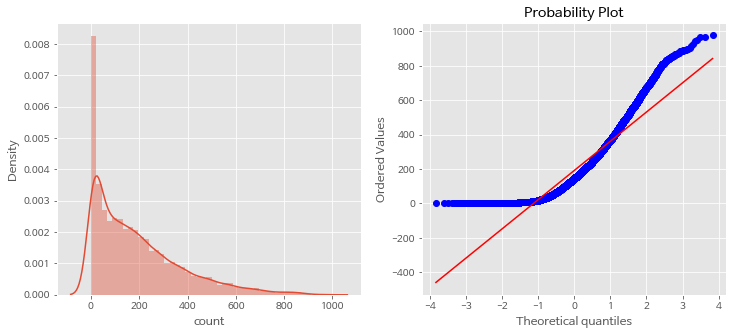 0.008
0.007
0.006
0.005
0.004
0.003
0.002
0.001
0.000
Density
0 200 400 600 800 1000
count
Probability Plot
1000
800
600
400
200
0
−200
−400
Ordered Values
−4 −3 −2 −1 0 1 2 3 4
Theoretical quantiles